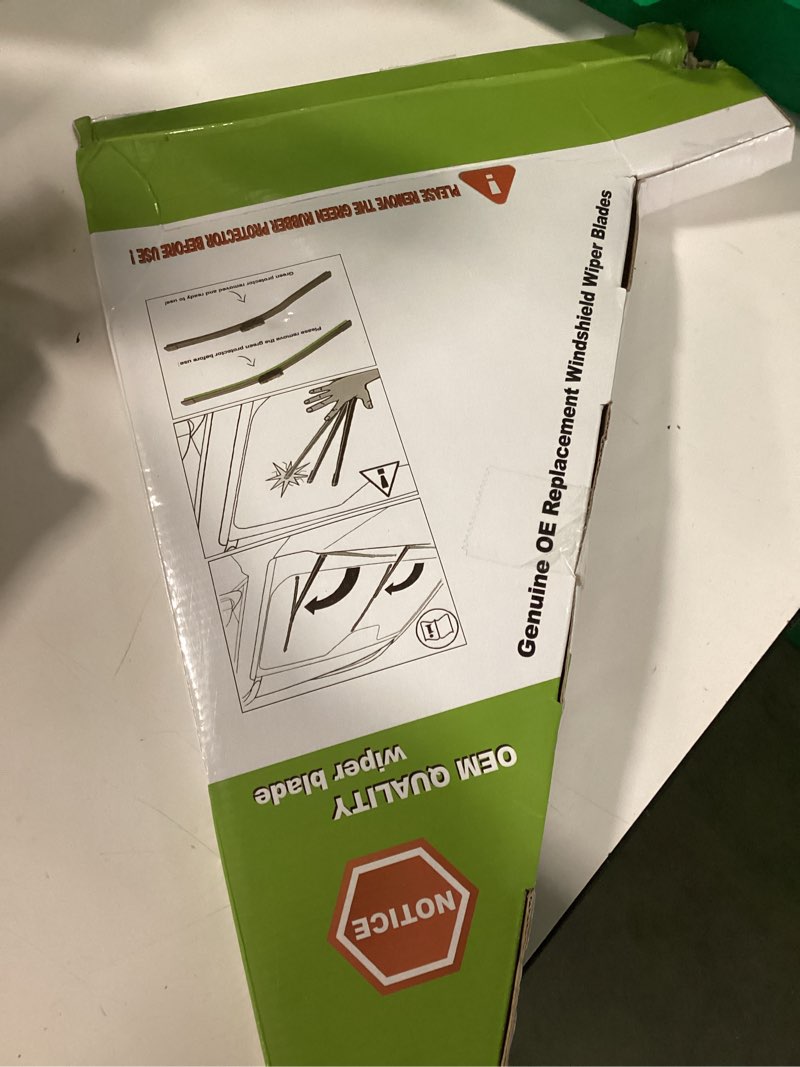 NOTICE
OEM QUALITY
wiper blade
Please remove the green protector before use!
Green protector removed and ready to use!
PLEASE REMOVE THE GREEN RUBBER PROTECTOR BEFORE USE !
Genuine OE Replacement Windshield Wiper Blades